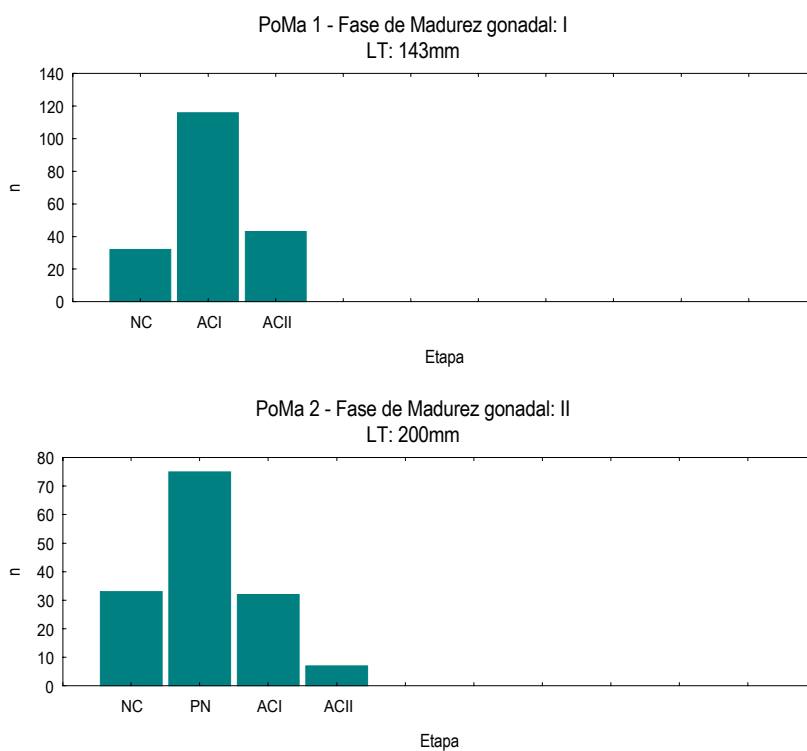 PoMa 1 - Fase de Madurez gonadal: I
LT: 143mm
140
120
100
80
60
40
20
0
n
NC ACI ACII
Etapa
PoMa 2 - Fase de Madurez gonadal: II
LT: 200mm
80
70
60
50
40
30
20
10
0
n
NC PN ACI ACII
Etapa